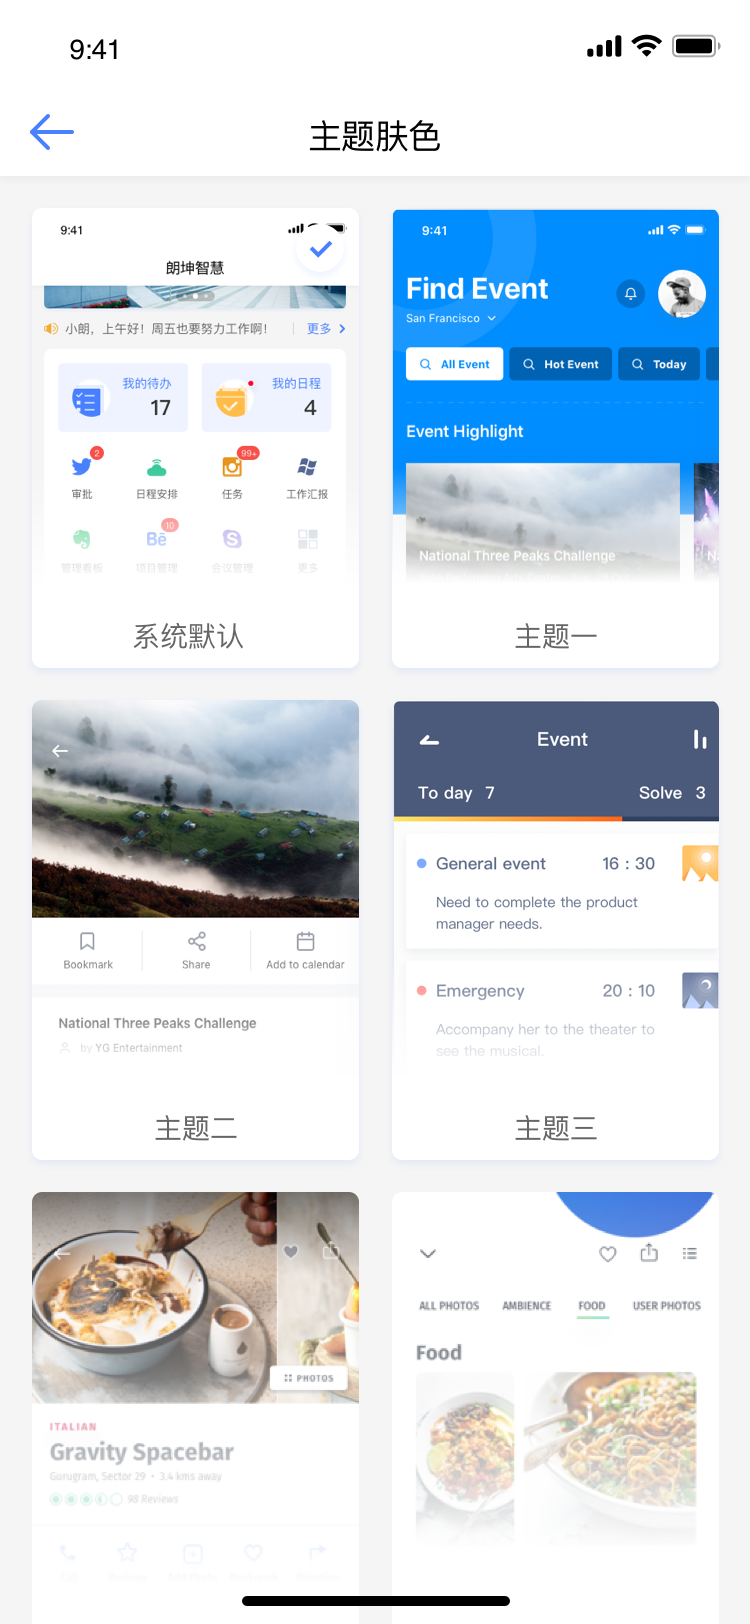 9:41
主题肤色
9:41
朗坤智慧
小朗，上午好！周五也要努力工作啊！ 更多
我的待办
17
我的日程
4
2
99+
审批 日程安排 任务 工作汇报
10
Bē
管理看板 项目管理 会议管理 更多
系统默认
9:41
Find Event
San Francisco
All Event Hot Event Today
Event Highlight
National Three Peaks Challenge
主题一
Bookmark Share Add to calendar
National Three Peaks Challenge
by YG Entertainment
主题二
Event
To day 7 Solve 3
General event 16 : 30
Need to complete the product
manager needs.
Emergency 20 : 10
Accompany her to the theater to
see the musical.
主题三
PHOTOS
ITALIAN
Gravity Spacebar
Gurugram, Sector 29 • 3.4 kms away
98 Reviews
ALL PHOTOS AMBIENCE FOOD USER PHOTOS
Food